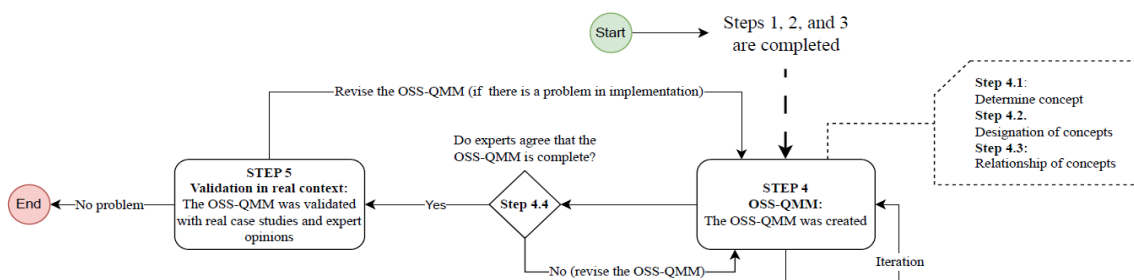 Start
Steps 1, 2, and 3
are completed
Step 4.1:
Determine concept
Step 4.2.
Designation of concepts
Step 4.3:
Relationship of concepts
Revise the OSS-QMM (if there is a problem in implementation)
Do experts agree that the
OSS-QMM is complete?
STEP 5
Validation in real context:
The OSS-QMM was validated
with real case studies and expert
opinions
STEP 4
OSS-QMM:
The OSS-QMM was created
End
No problem
Yes
Step 4.4
No (revise the OSS-QMM)
Iteration